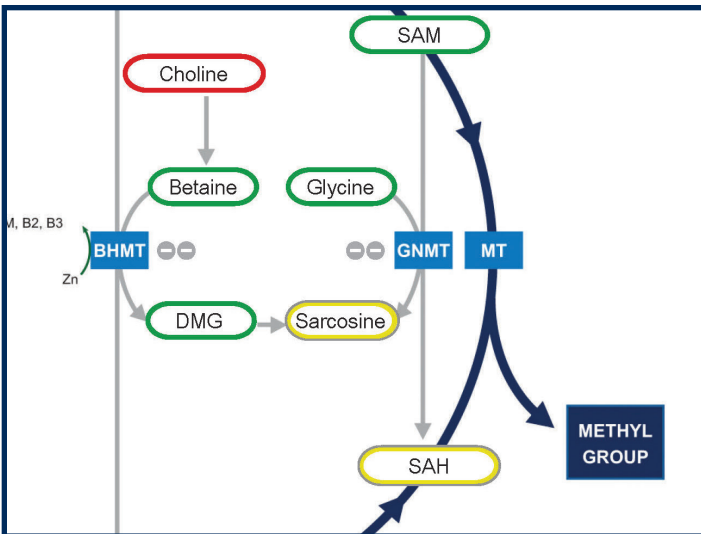 SAM
Choline
Betaine
Glycine
M, B2, B3
BHMT
GNMT
MT
Zn
DMG
Sarcosine
METHYL
GROUP
SAH